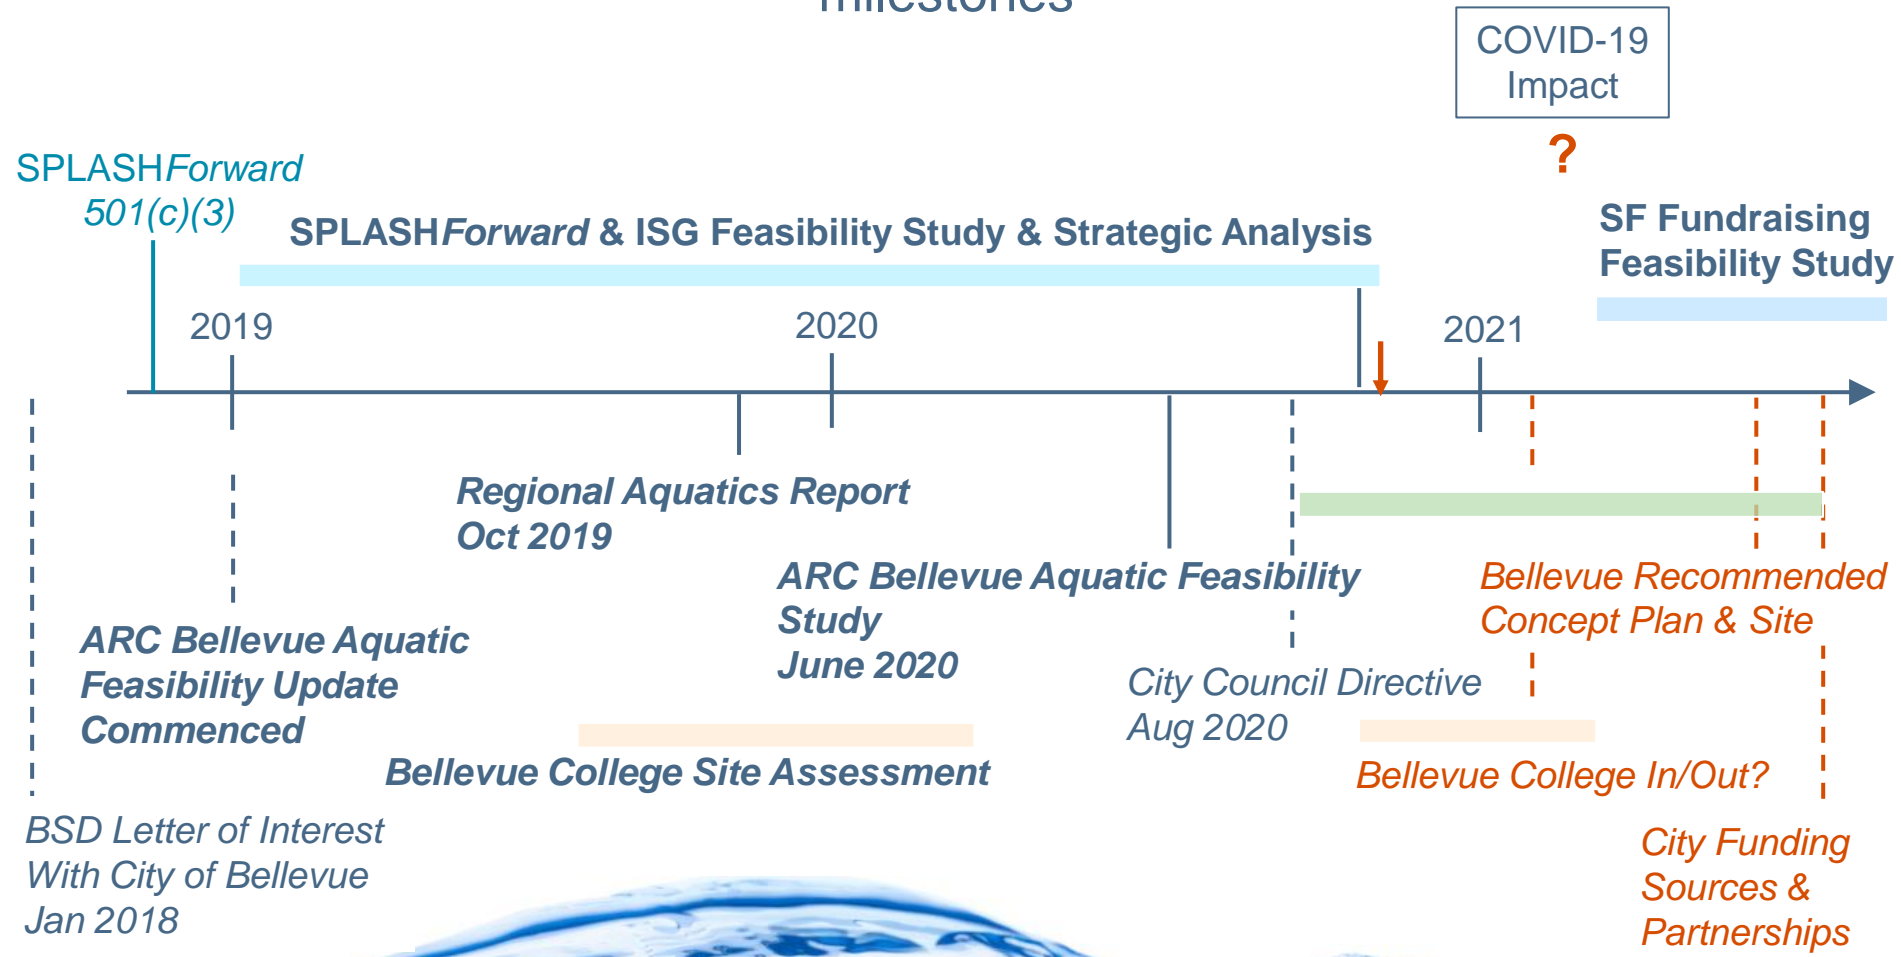 milestones
COVID-19
Impact
?
SPLASHForward
501(c)(3)
SPLASHForward & ISG Feasibility Study & Strategic Analysis
SF Fundraising
Feasibility Study
2019
2020
2021
Regional Aquatics Report
Oct 2019
ARC Bellevue Aquatic Feasibility
Study
June 2020
Bellevue Recommended
Concept Plan & Site
ARC Bellevue Aquatic
Feasibility Update
Commenced
City Council Directive
Aug 2020
Bellevue College Site Assessment
Bellevue College In/Out?
BSD Letter of Interest
With City of Bellevue
Jan 2018
City Funding
Sources &
Partnerships